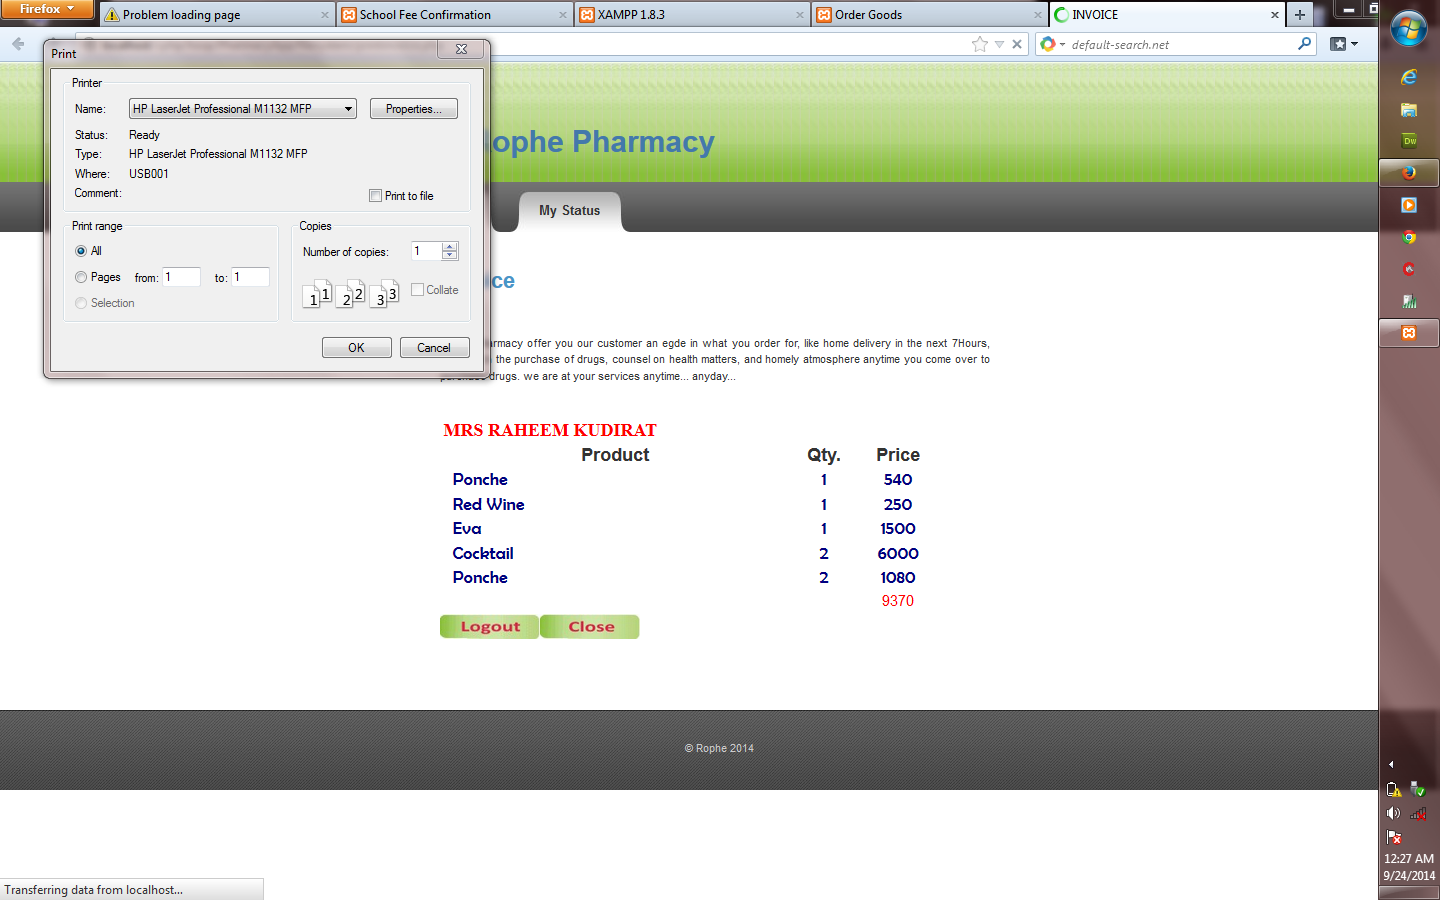 Firefox
Problem loading page
School Fee Confirmation
XAMPP 1.8.3
Order Goods
INVOICE
default-search.net
Print
Printer
Name: HP LaserJet Professional M1132 MFP Properties...
Status: Ready
Type: HP LaserJet Professional M1132 MFP
Where: USB001
Comment:
Print to file
Print range
All
Pages from: 1 to: 1
Selection
Copies
Number of copies: 1
1 1 2 2 3 3
Collate
OK Cancel
ophe Pharmacy
My Status
ce
armacy offer you our customer an egde in what you order for, like home delivery in the next 7Hours,
the purchase of drugs, counsel on health matters, and homely atmosphere anytime you come over to
drugs. we are at your services anytime... anyday...
MRS RAHEEM KUDIRAT
Product Qty. Price
Ponche 1 540
Red Wine 1 250
Eva 1 1500
Cocktail 2 6000
Ponche 2 1080
9370
Logout Close
© Rophe 2014
Transferring data from localhost...
Dw
12:27 AM
9/24/2014